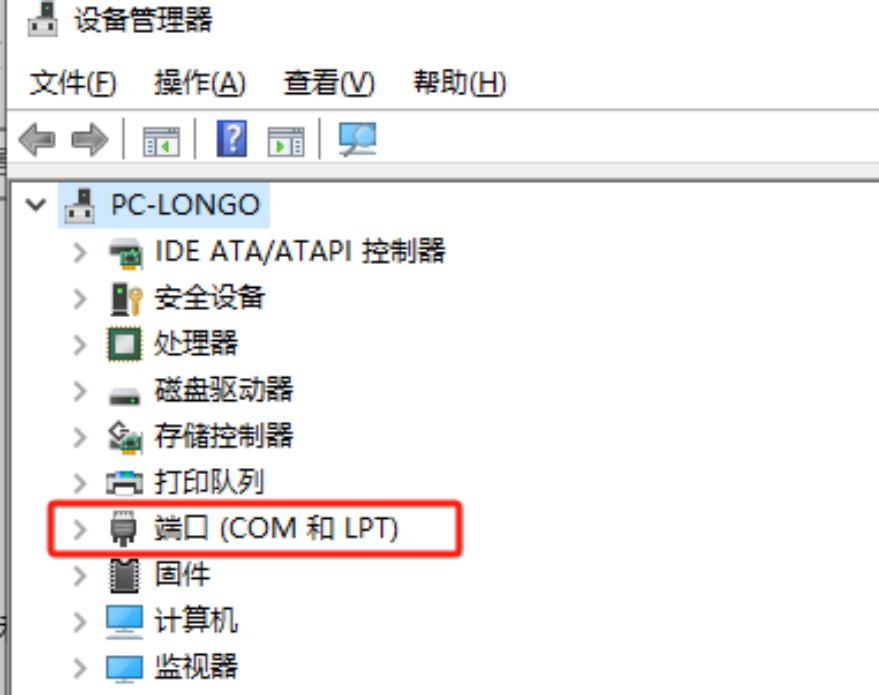 设备管理器
文件(F) 操作(A) 查看(V) 帮助(H)
PC-LONGO
IDE ATA/ATAPI 控制器
安全设备
处理器
磁盘驱动器
存储控制器
打印队列
端口 (COM 和 LPT)
固件
计算机
监视器